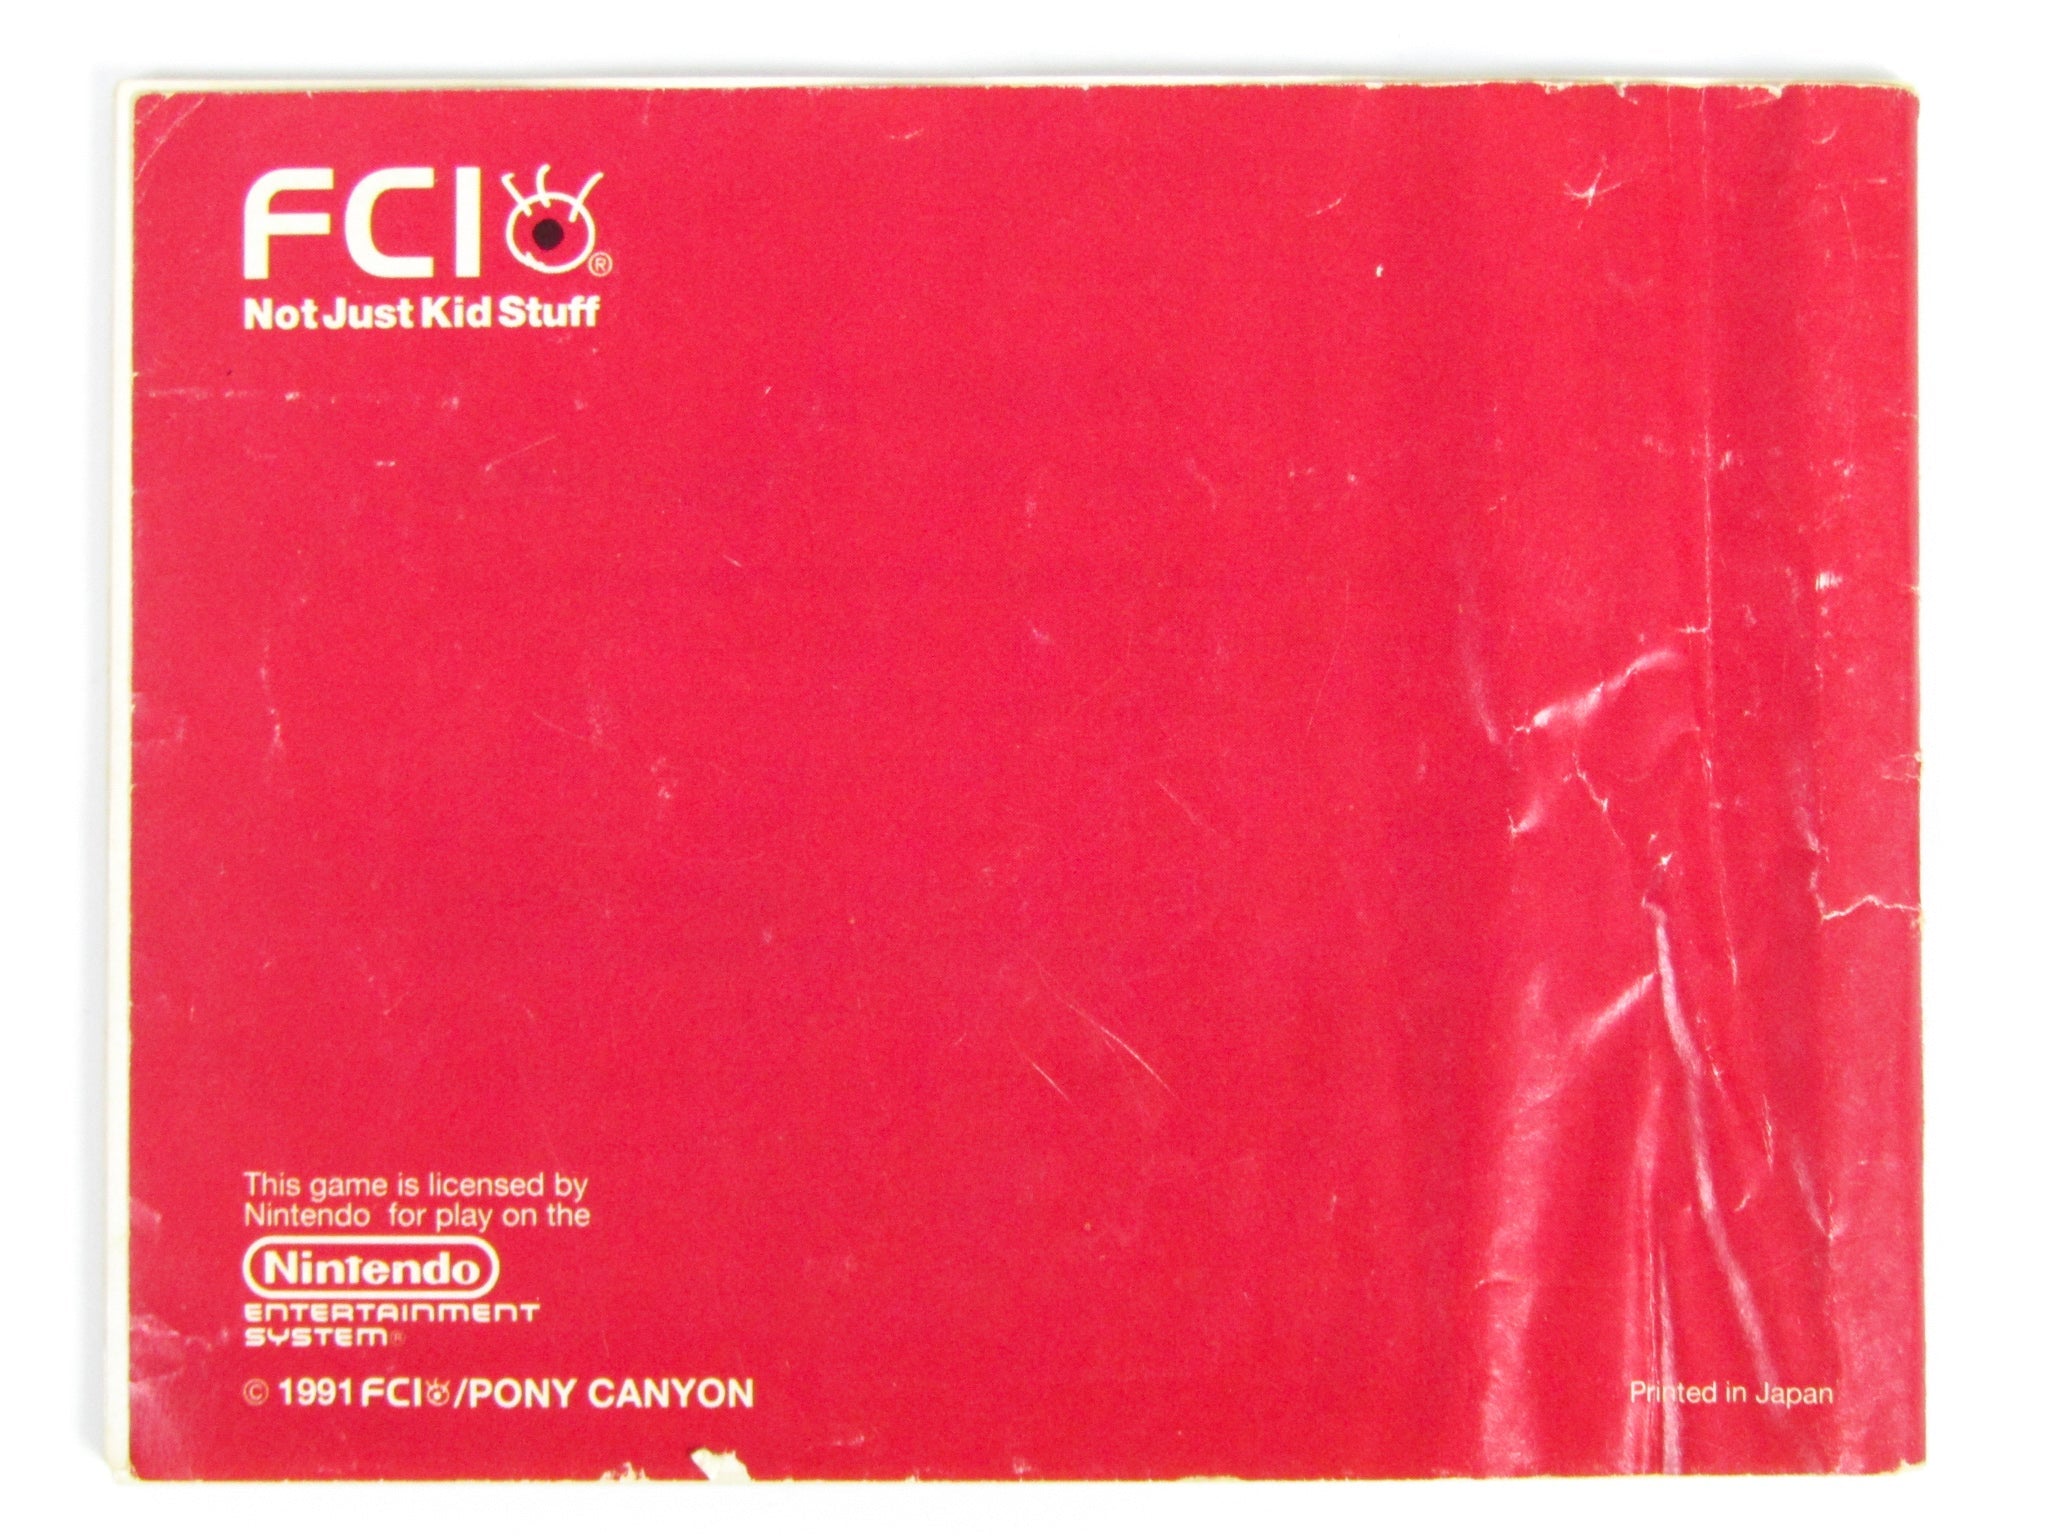 FCI®
Not Just Kid Stuff
This game is licensed by
Nintendo for play on the
Nintendo
ENTERTAINMENT
SYSTEM®
© 1991 FCI/PONY CANYON
Printed in Japan